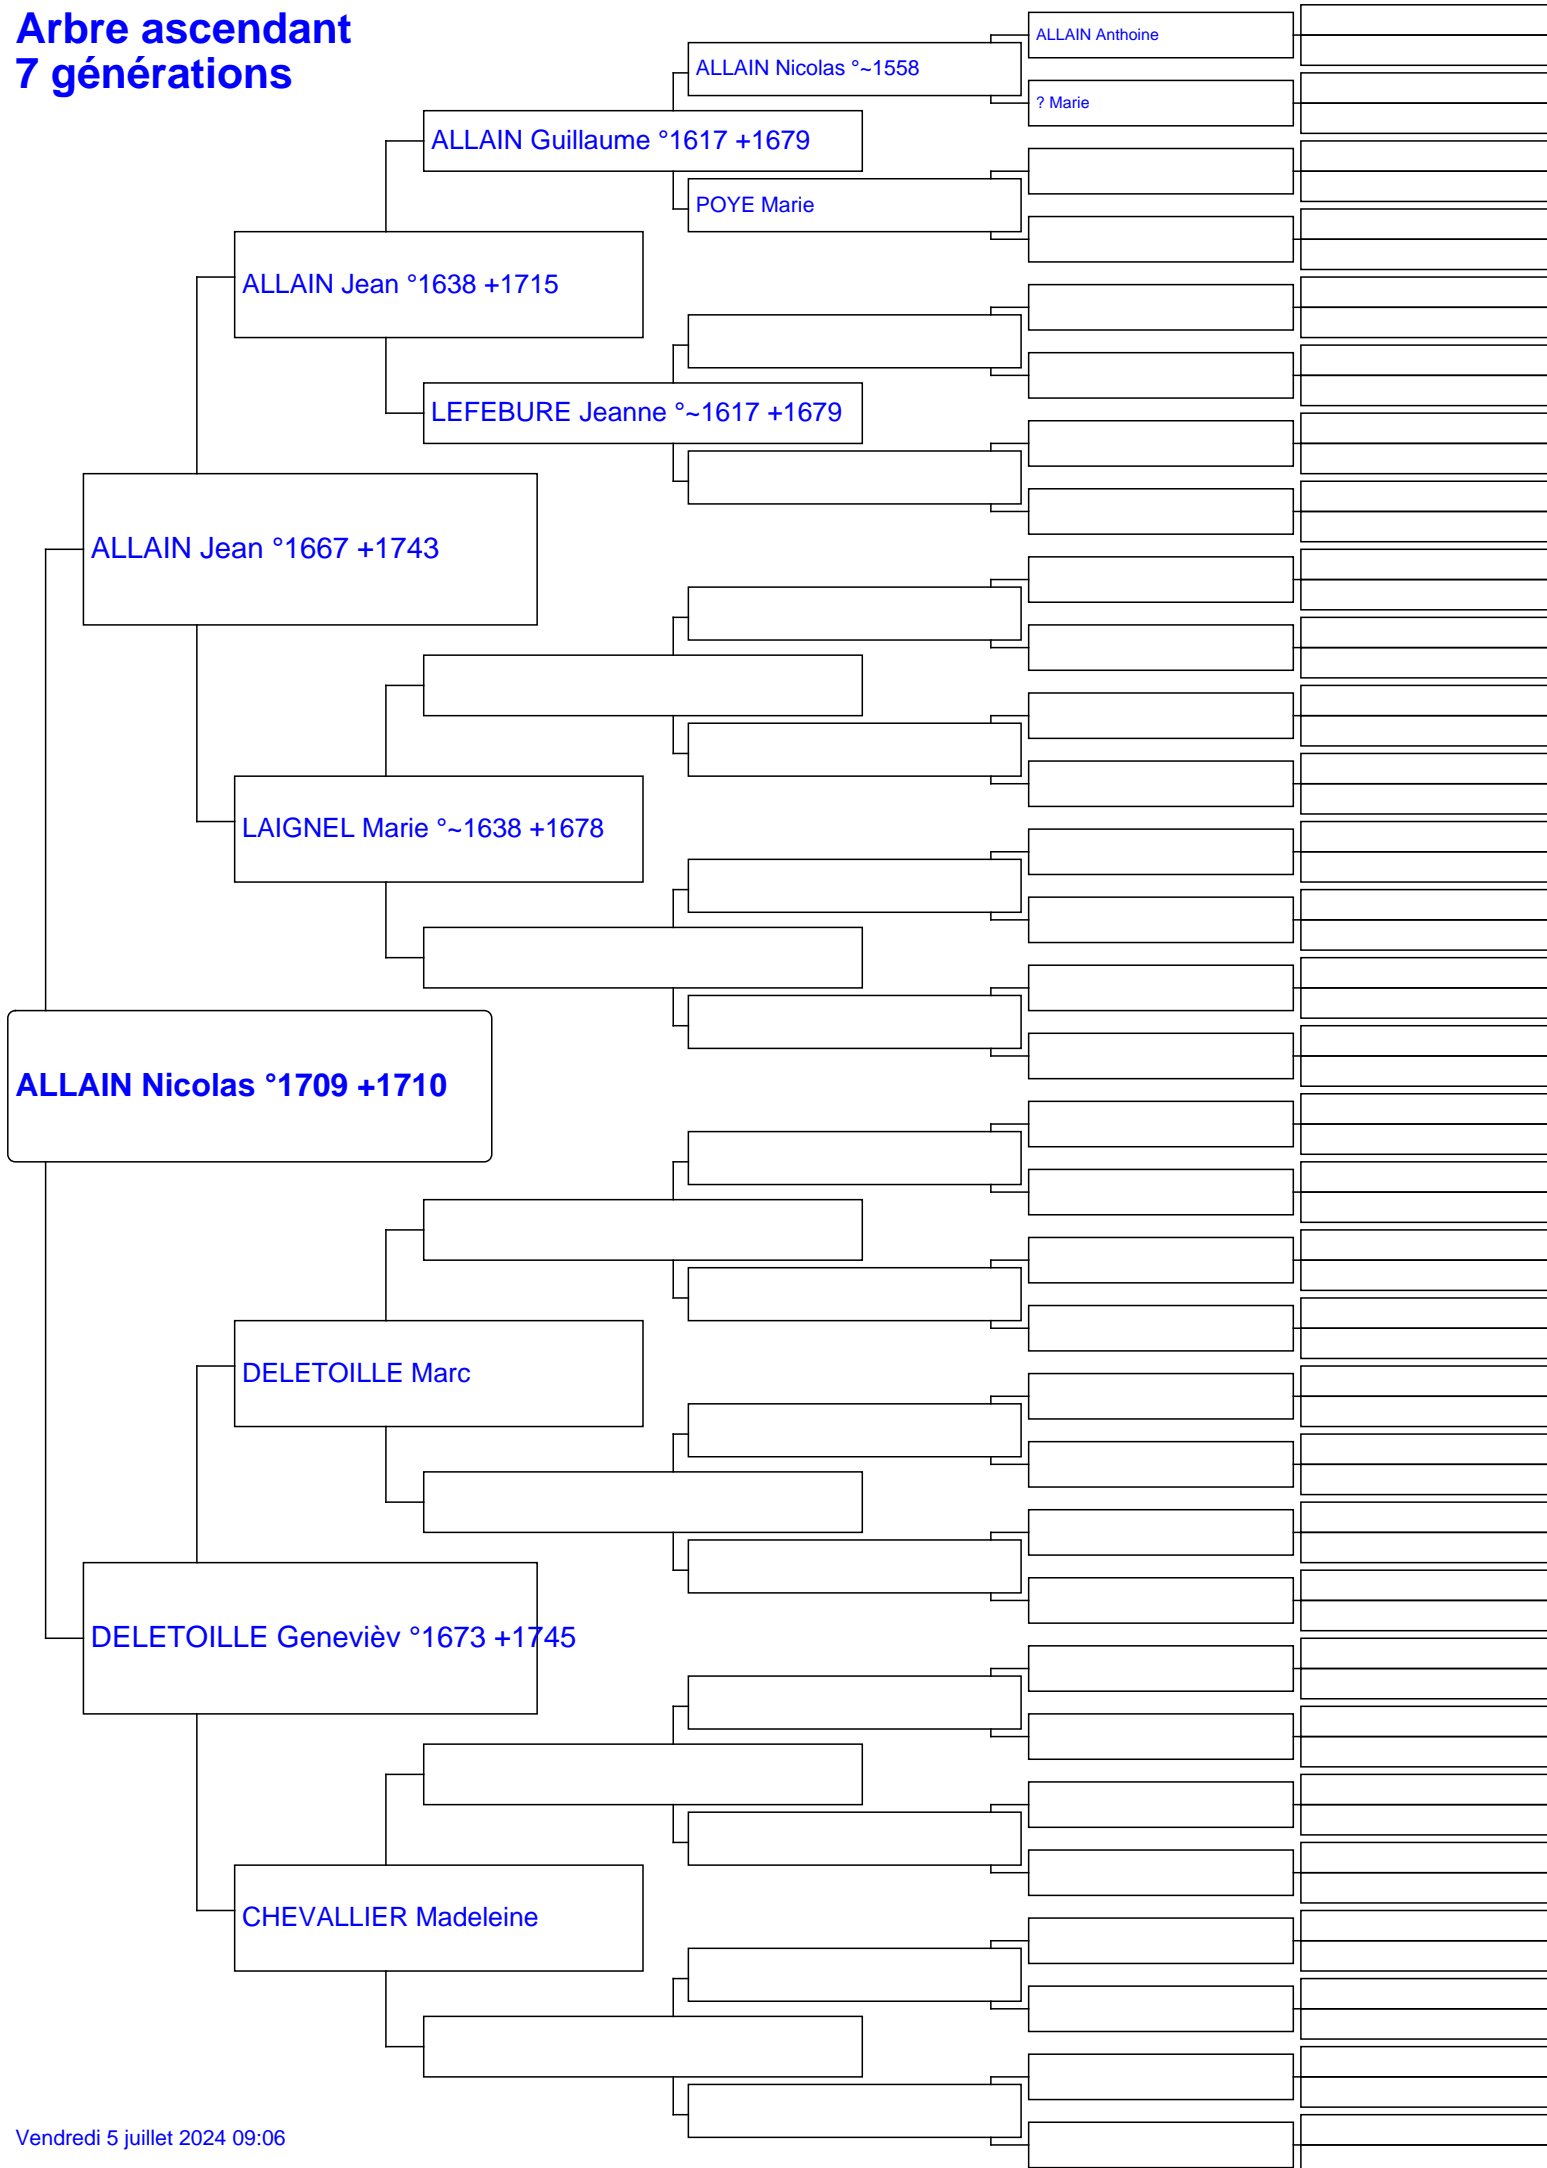 Arbre ascendant
7 générations
ALLAIN Anthoine
ALLAIN Nicolas °~1558
? Marie
ALLAIN Guillaume °1617 +1679
POYE Marie
ALLAIN Jean °1638 +1715
LEFEBURE Jeanne °~1617 +1679
ALLAIN Jean °1667 +1743
LAIGNEL Marie °~1638 +1678
ALLAIN Nicolas °1709 +1710
DELETOILLE Marc
DELETOILLE Genevièv °1673 +1745
CHEVALLIER Madeleine
Vendredi 5 juillet 2024 09:06